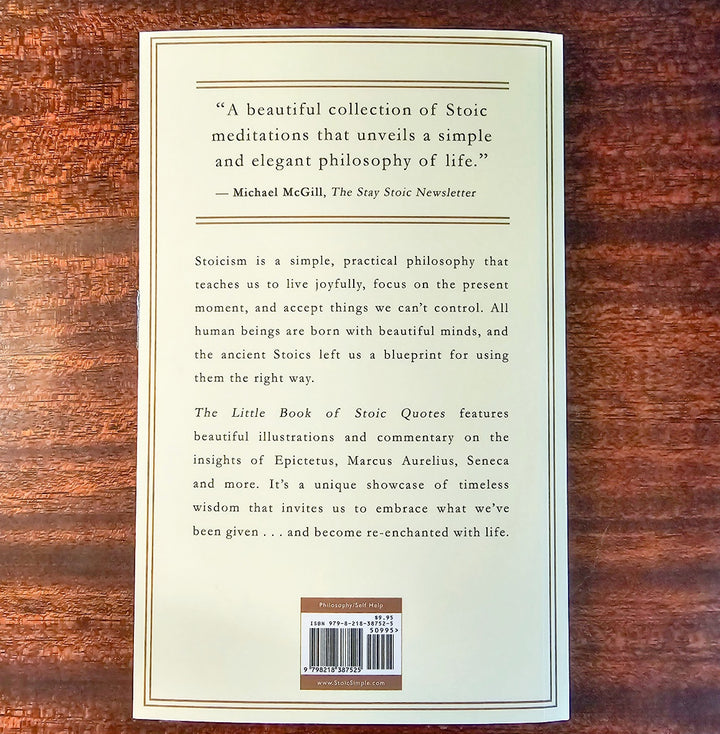 “A beautiful collection of Stoic
meditations that unveils a simple
and elegant philosophy of life.”
— Michael McGill, The Stay Stoic Newsletter
Stoicism is a simple, practical philosophy that
teaches us to live joyfully, focus on the present
moment, and accept things we can’t control. All
human beings are born with beautiful minds, and
the ancient Stoics left us a blueprint for using
them the right way.
The Little Book of Stoic Quotes features
beautiful illustrations and commentary on the
insights of Epictetus, Marcus Aurelius, Seneca
and more. It’s a unique showcase of timeless
wisdom that invites us to embrace what we’ve
been given . . . and become re-enchanted with life.
Philosophy/Self Help
$9.95
ISBN 979-8-218-38752-5
50995>
9 798218 387525
www.StoicSimple.com